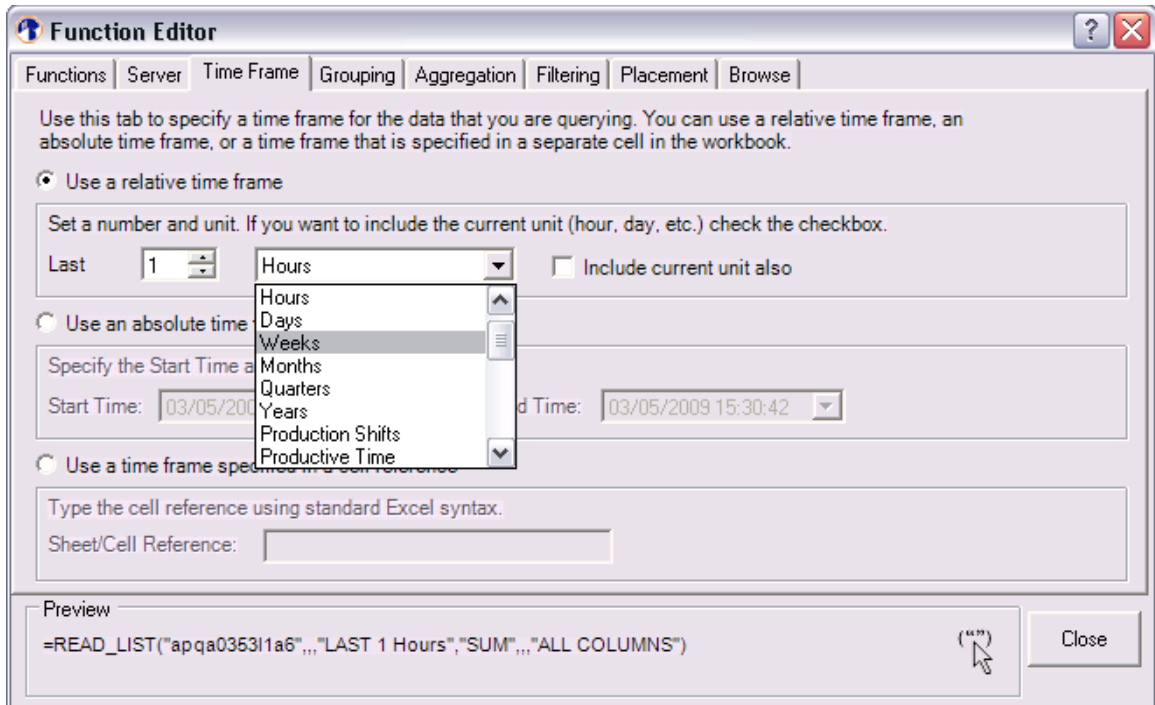 Function Editor
Functions Server Time Frame Grouping Aggregation Filtering Placement Browse
Use this tab to specify a time frame for the data that you are querying. You can use a relative time frame, an
absolute time frame, or a time frame that is specified in a separate cell in the workbook.
Use a relative time frame
Set a number and unit. If you want to include the current unit (hour, day, etc.) check the checkbox.
Last 1 Hours Include current unit also
Hours
Days
Weeks
Months
Quarters
Years
Production Shifts
Productive Time
Use an absolute time
Specify the Start Time
Start Time: 03/05/200 d Time: 03/05/2009 15:30:42
Use a time frame specified in a cell reference
Type the cell reference using standard Excel syntax.
Sheet/Cell Reference:
Preview
=READ_LIST("apqa0353l1a6",,,"LAST 1 Hours","SUM",,,"ALL COLUMNS")
("")
Close